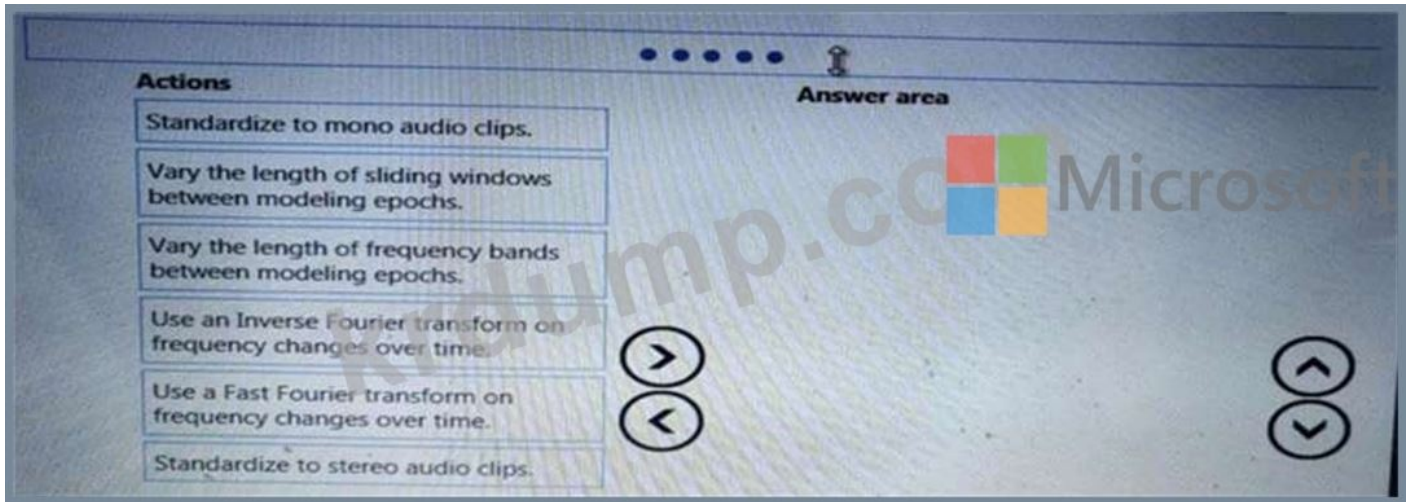 Actions
Answer area
Standardize to mono audio clips.
Vary the length of sliding windows
between modeling epochs.
Vary the length of frequency bands
between modeling epochs.
Use an Inverse Fourier transform on
frequency changes over time.
Use a Fast Fourier transform on
frequency changes over time.
Standardize to stereo audio clips.
Microsoft
krdump.com